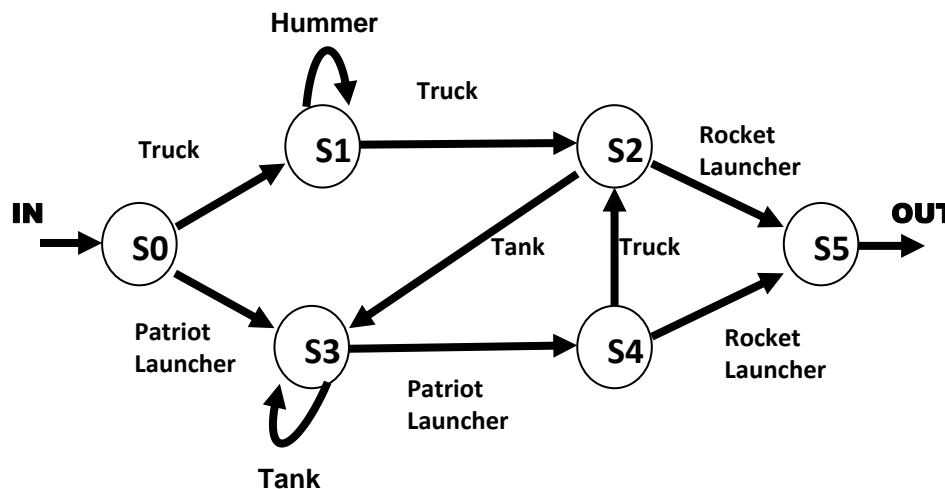 Hummer
Truck
Rocket
Launcher
Truck
S1
S2
IN
OUT
S0
Tank
Truck
S5
Patriot
Launcher
S3
S4
Rocket
Launcher
Patriot
Launcher
Tank